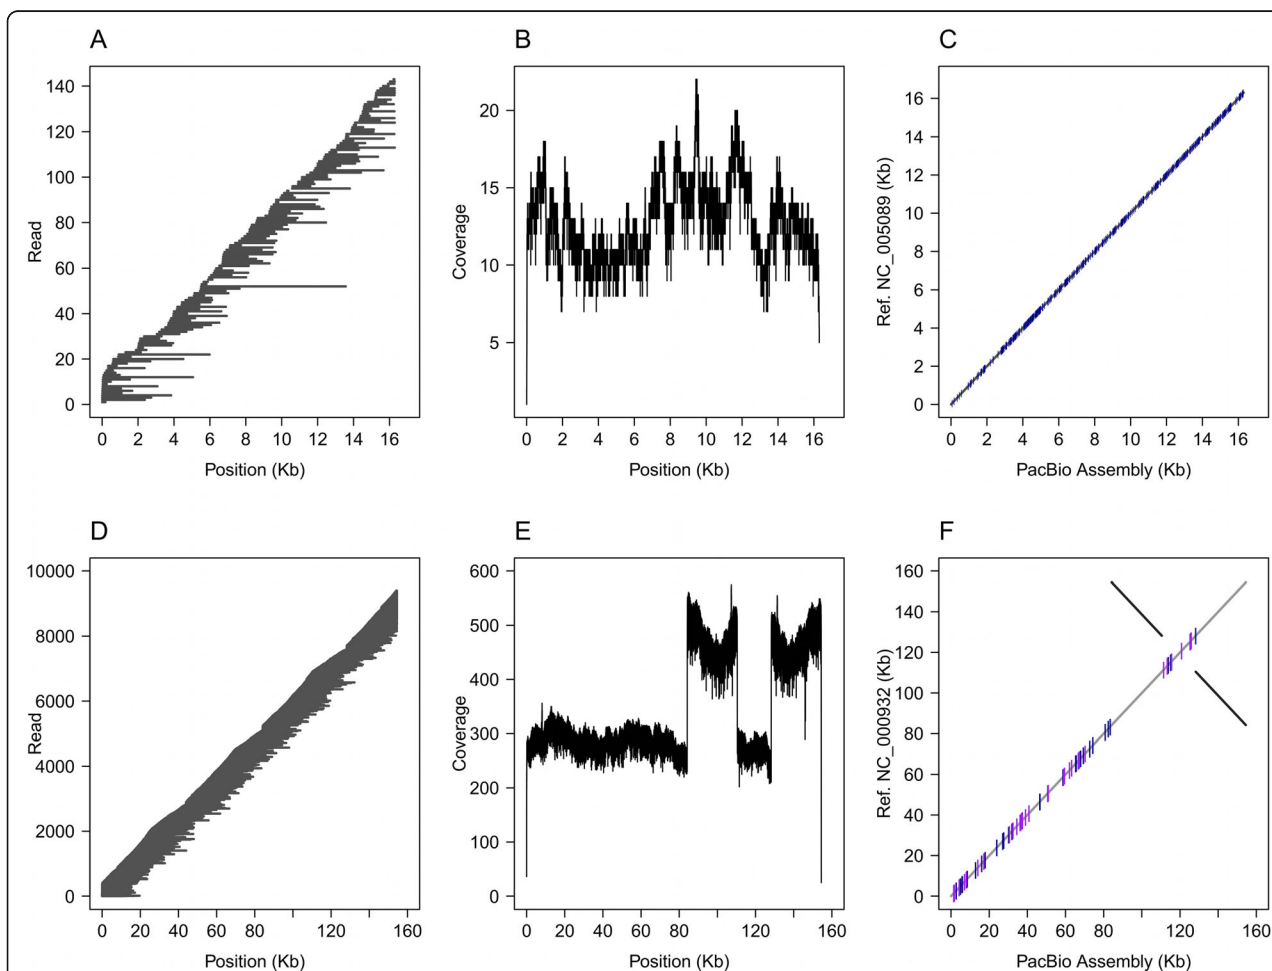 A
B
C
Read
0 20 40 60 80 100 120 140
0 2 4 6 8 10 12 14 16
Position (Kb)
Coverage
5 10 15 20
0 2 4 6 8 10 12 14 16
Position (Kb)
Ref. NC_005089 (Kb)
0 2 4 6 8 10 12 14 16
0 2 4 6 8 10 12 14 16
PacBio Assembly (Kb)
D
E
F
Read
0 2000 4000 6000 8000 10000
0 20 40 60 80 120 160
Position (Kb)
Coverage
0 100 200 300 400 500 600
0 20 40 60 80 120 160
Position (Kb)
Ref. NC_000932 (Kb)
0 20 40 60 80 100 120 140 160
0 20 40 60 80 120 160
PacBio Assembly (Kb)